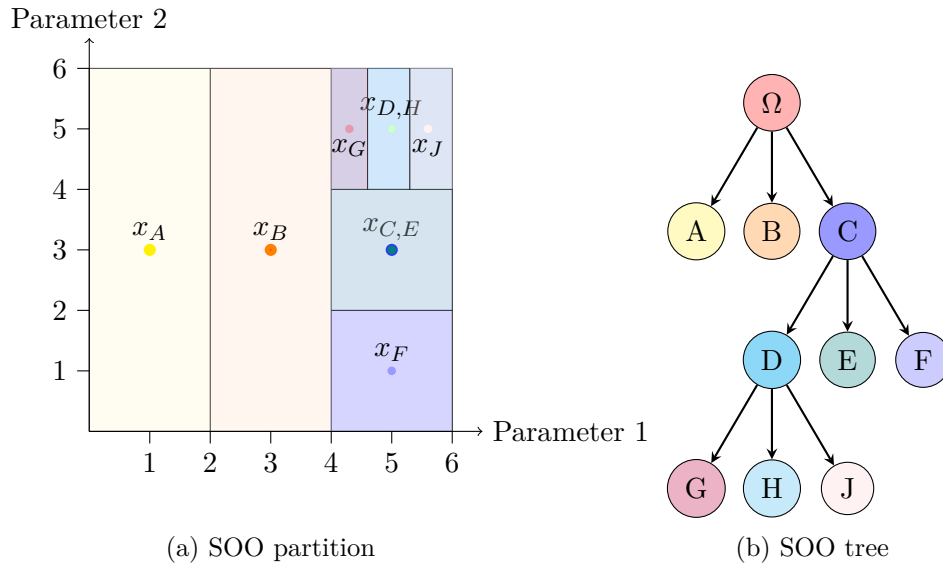 Parameter 2
6
5
4
3
2
1
x_A
x_B
x_{C,E}
x_F
x_G
x_{D,H}
x_J
1 2 3 4 5 6
Parameter 1
(a) SOO partition
Ω
A B C
D E F
G H J
(b) SOO tree